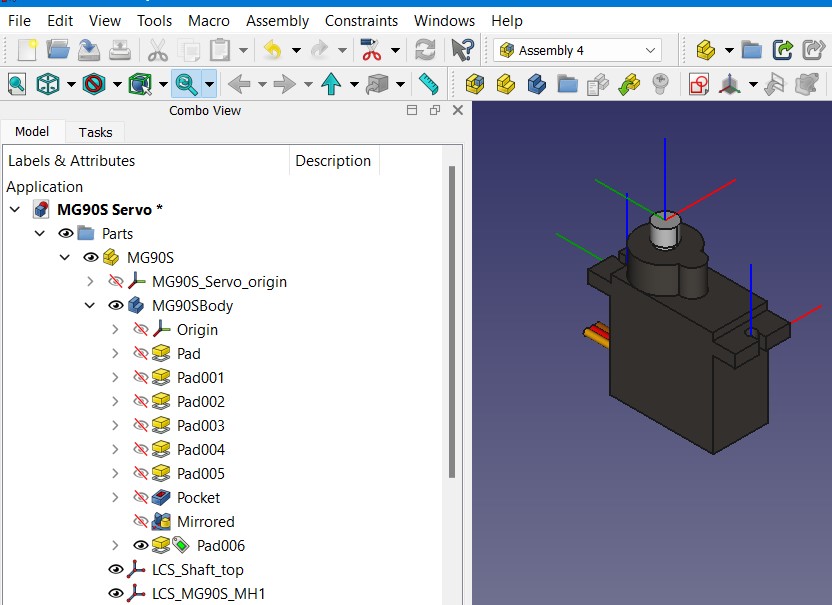 File Edit View Tools Macro Assembly Constraints Windows Help
Assembly 4
Combo View
Model Tasks
Labels & Attributes Description
Application
MG90S Servo *
Parts
MG90S
MG90S_Servo_origin
MG90SBody
Origin
Pad
Pad001
Pad002
Pad003
Pad004
Pad005
Pocket
Mirrored
Pad006
LCS_Shaft_top
LCS_MG90S_MH1